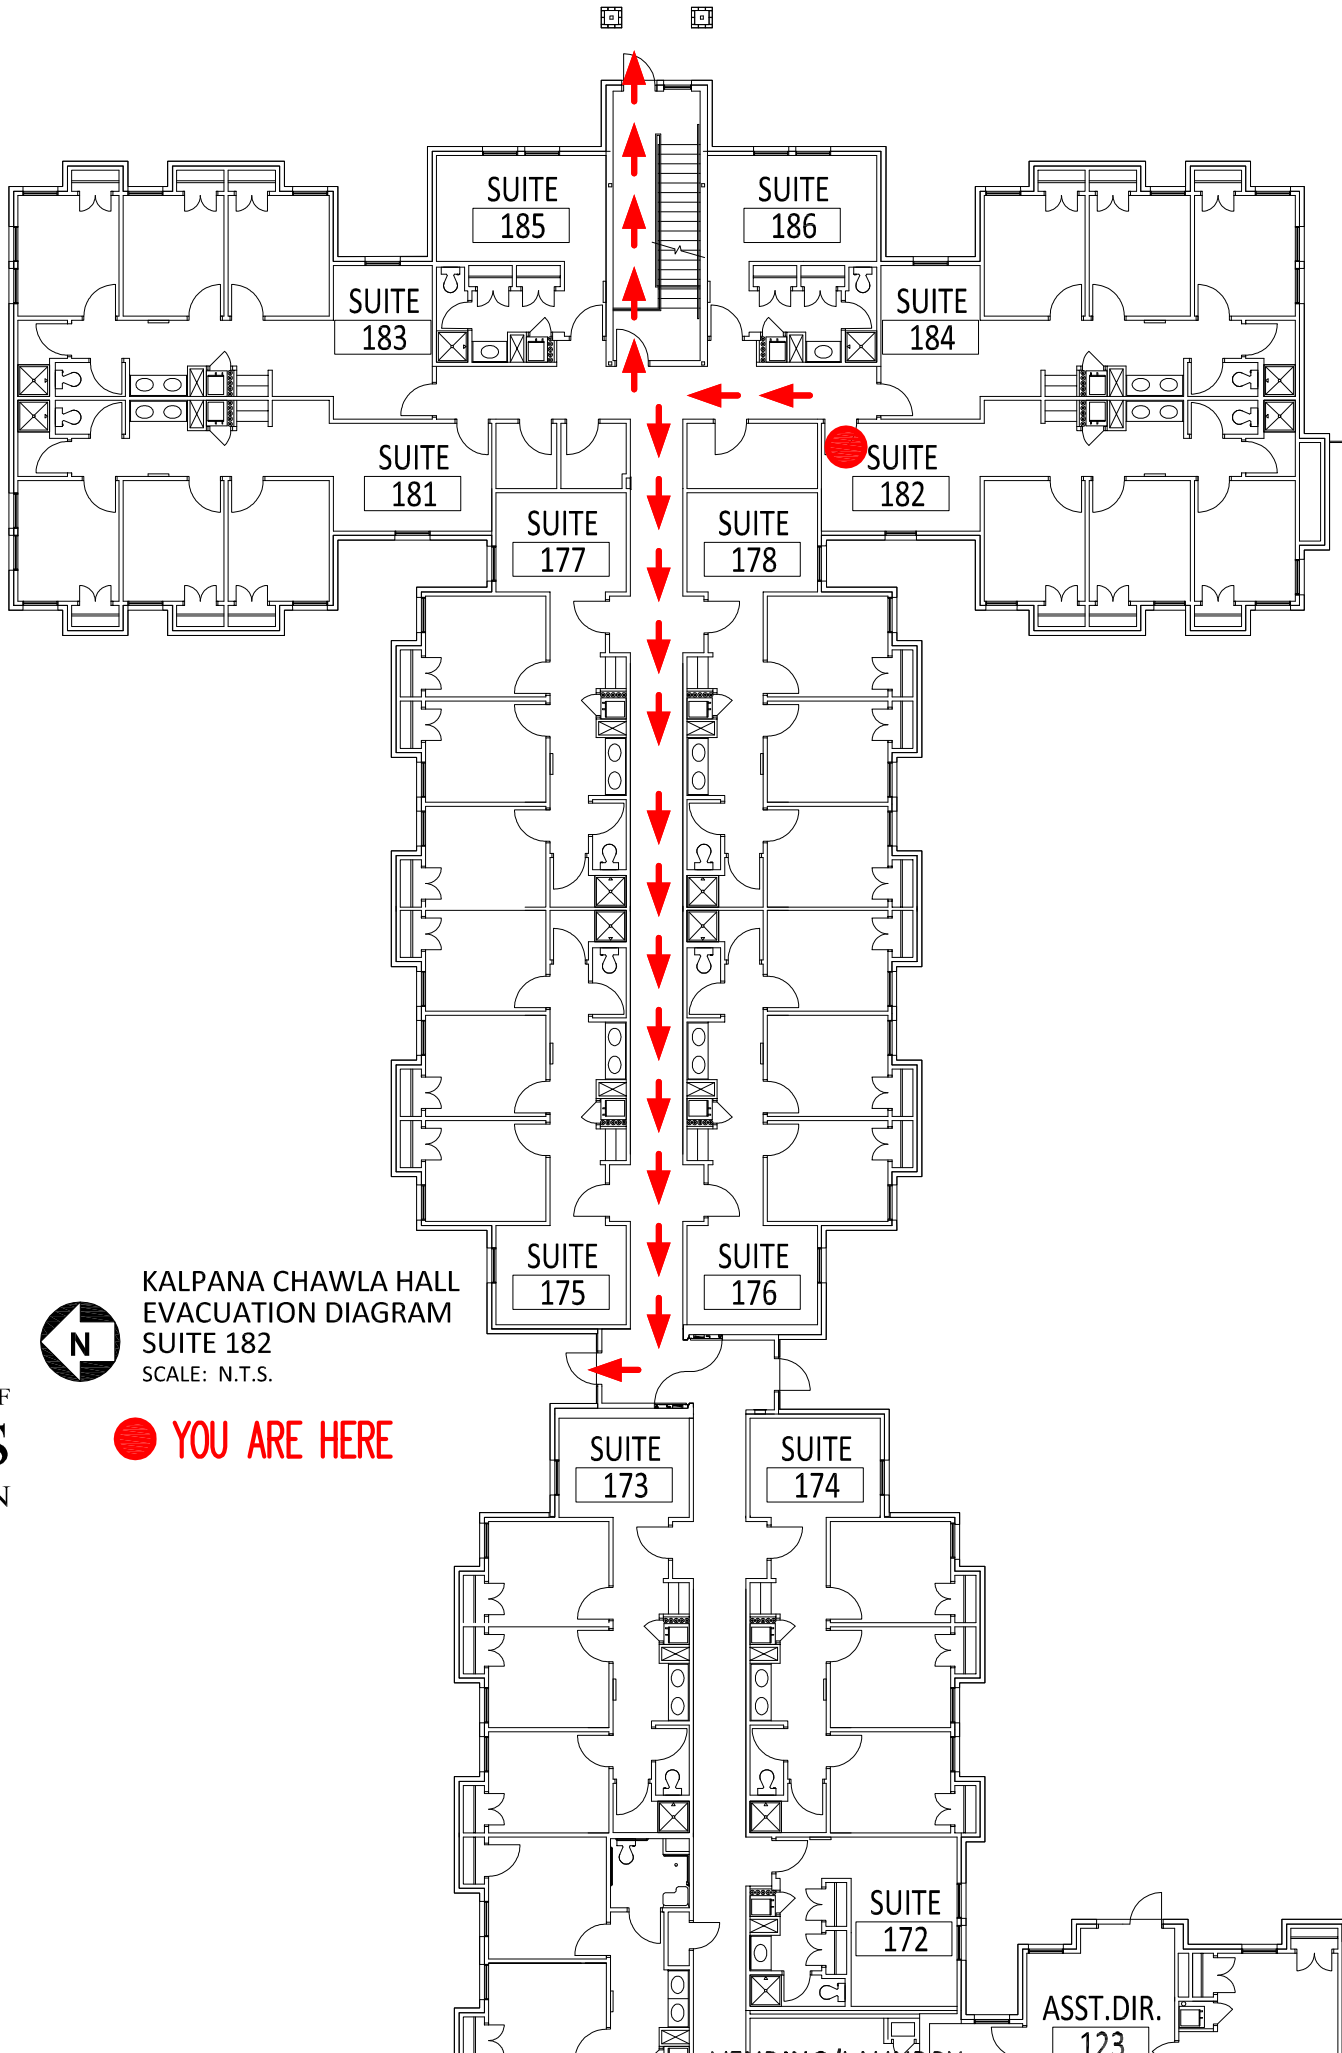 SUITE
185
SUITE
186
SUITE
183
SUITE
184
SUITE
181
SUITE
182
SUITE
177
SUITE
178
SUITE
175
SUITE
176
KALPANA CHAWLA HALL
EVACUATION DIAGRAM
SUITE 182
SCALE: N.T.S.
N
F
S
N
YOU ARE HERE
SUITE
173
SUITE
174
SUITE
172
ASST.DIR.
123